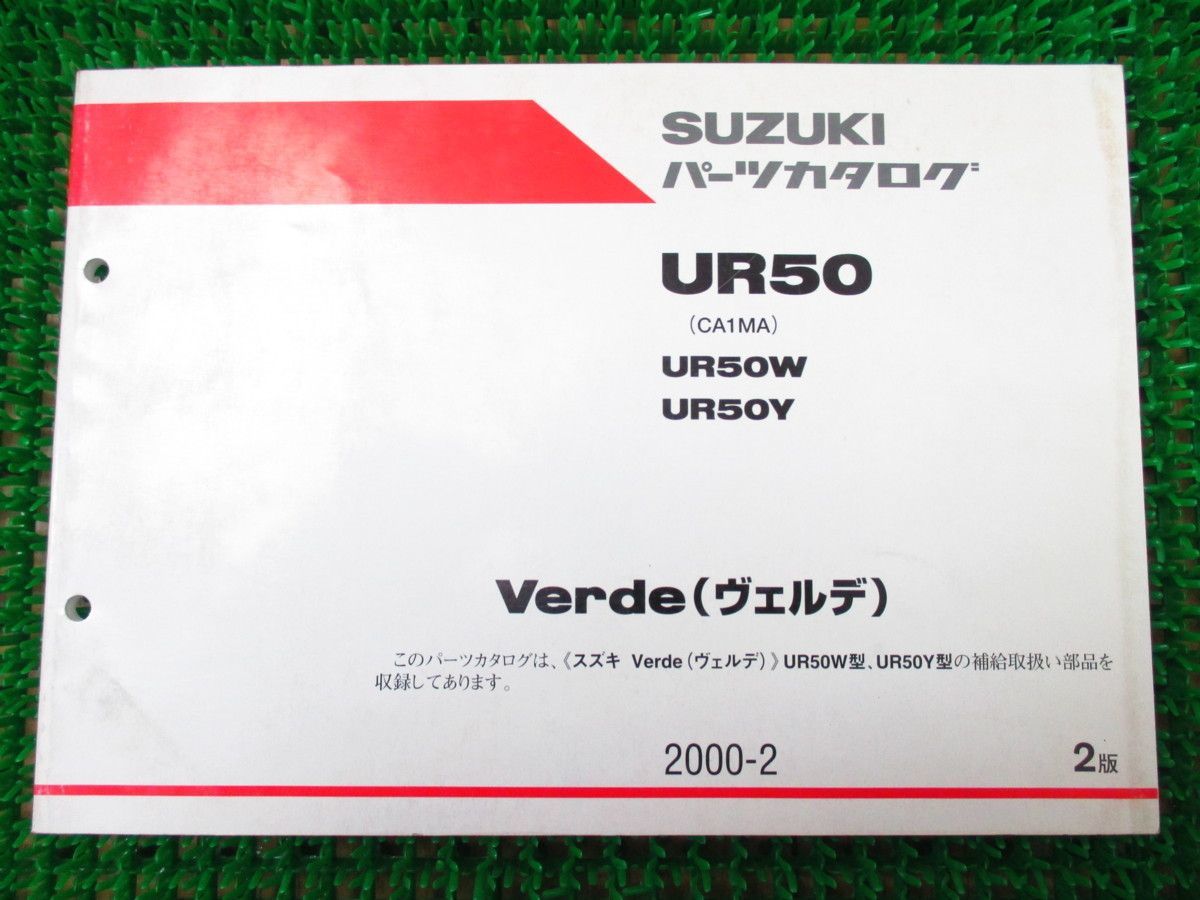 SUZUKI
パーツカタログ
UR50
(CA1MA)
UR50W
UR50Y
Verde(ヴェルデ)
このパーツカタログは、《スズキ Verde(ヴェルデ)》UR50W型、UR50Y型の補給取扱い部品を
収録してあります。
2000-2 2版